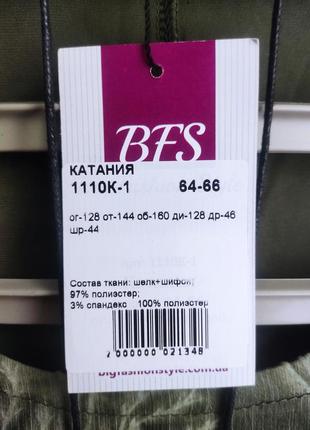 BFS
КАТАНИЯ
1110К-1 64-66
ог-128 от-144 об-160 ди-128 др-46
шр-44
Состав ткани: шелк+шифон;
97% полиэстер;
3% спандекс 100% полиэстер
2 000000 021348
bigfashionstyle.com.ua